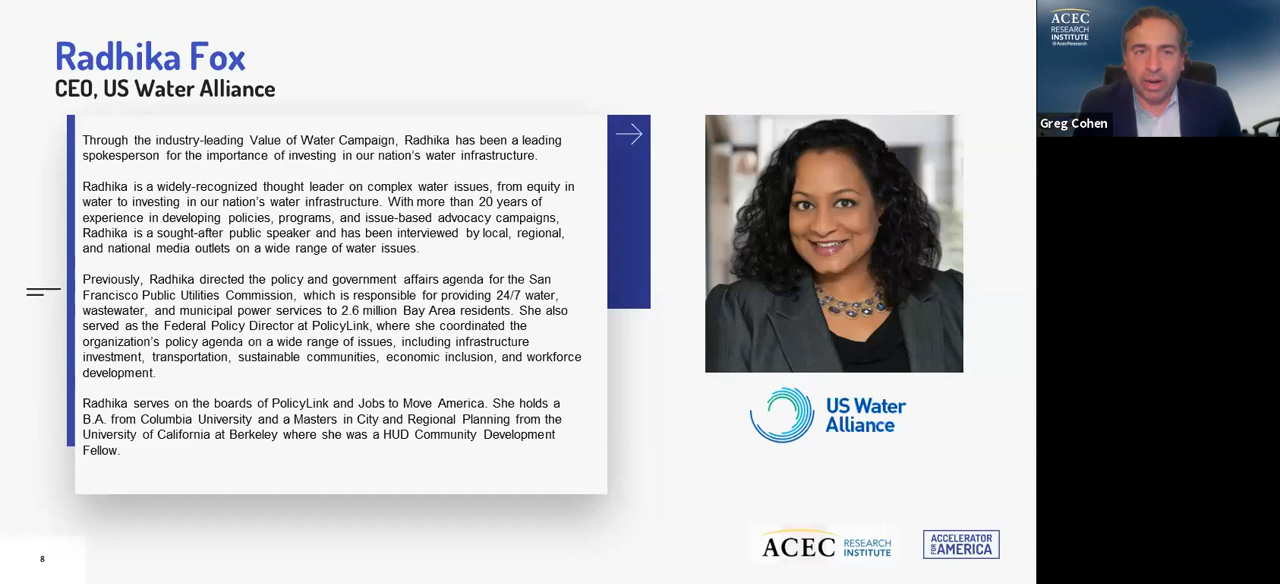 Radhika Fox
CEO, US Water Alliance
Through the industry-leading Value of Water Campaign, Radhika has been a leading
spokesperson for the importance of investing in our nation's water infrastructure.
Radhika is a widely-recognized thought leader on complex water issues, from equity in
water to investing in our nation's water infrastructure. With more than 20 years of
experience in developing policies, programs, and issue-based advocacy campaigns,
Radhika is a sought-after public speaker and has been interviewed by local, regional,
and national media outlets on a wide range of water issues.
Previously, Radhika directed the policy and government affairs agenda for the San
Francisco Public Utilities Commission, which is responsible for providing 24/7 water,
wastewater, and municipal power services to 2.6 million Bay Area residents. She also
served as the Federal Policy Director at PolicyLink, where she coordinated the
organization's policy agenda on a wide range of issues, including infrastructure
investment, transportation, sustainable communities, economic inclusion, and workforce
development.
Radhika serves on the boards of PolicyLink and Jobs to Move America. She holds a
B.A. from Columbia University and a Masters in City and Regional Planning from the
University of California at Berkeley where she was a HUD Community Development
Fellow.
US Water
Alliance
ACEC RESEARCH
INSTITUTE
ACCELERATOR
FOR AMERICA
8
ACEC
RESEARCH
INSTITUTE
@AcecResearch
Greg Cohen